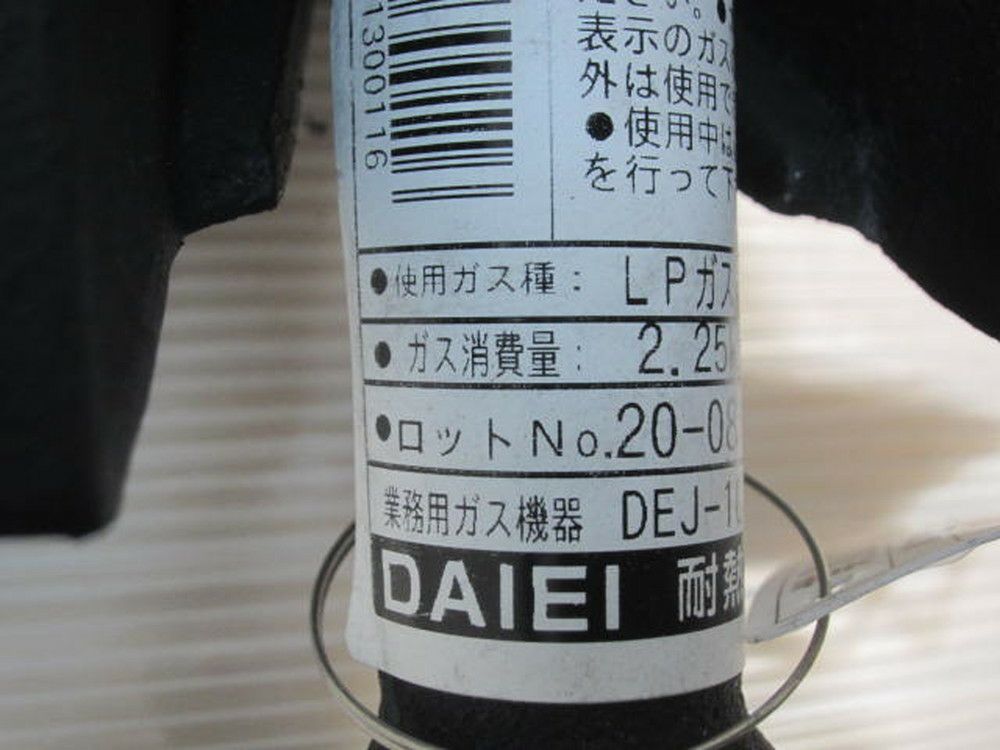 1300116
表示のガス
外は使用で
●使用中は
を行って下
●使用ガス種： LPガス
●ガス消費量： 2.25
●ロットNo.20-08
業務用ガス機器 DEJ-1
DAIEI 耐熱